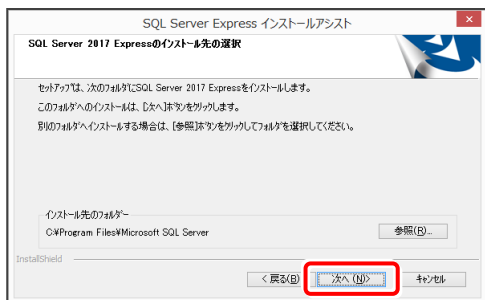 SQL Server Express インストールアシスト
SQL Server 2017 Expressのインストール先の選択
セットアップは、次のフォルダにSQL Server 2017 Expressをインストールします。
このフォルダへのインストールは、[次へ]ボタンをクリックします。
別のフォルダへインストールする場合は、[参照]ボタンをクリックしてフォルダを選択してください。
インストール先のフォルダー
C:¥Program Files¥Microsoft SQL Server
参照(R)...
InstallShield
< 戻る(B)
次へ (N)>
キャンセル